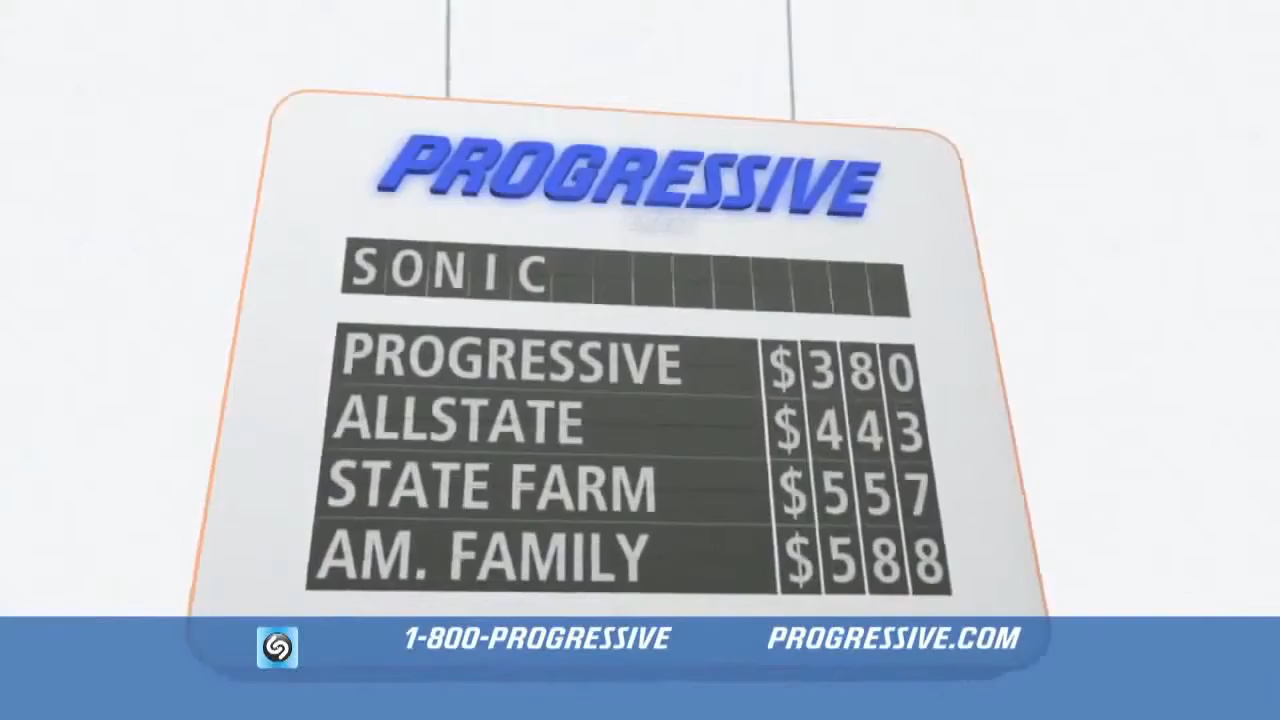 PROGRESSIVE
SONIC
PROGRESSIVE $380
ALLSTATE $443
STATE FARM $557
AM. FAMILY $588
1-800-PROGRESSIVE PROGRESSIVE.COM